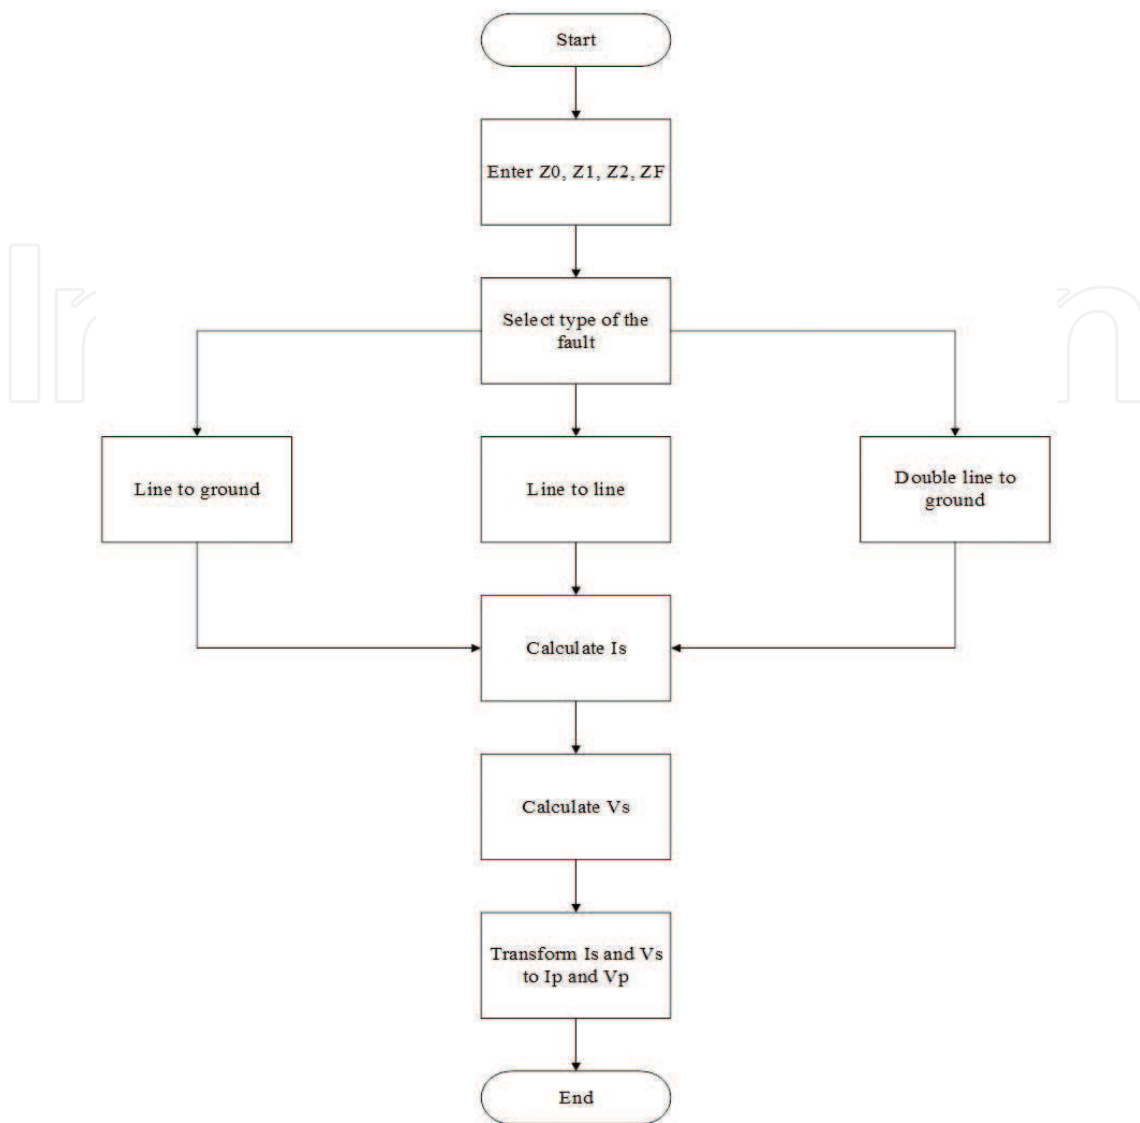 Start
Enter Z0, Z1, Z2, ZF
Select type of the
fault
Line to ground
Line to line
Double line to
ground
Calculate Is
Calculate Vs
Transform Is and Vs
to Ip and Vp
End